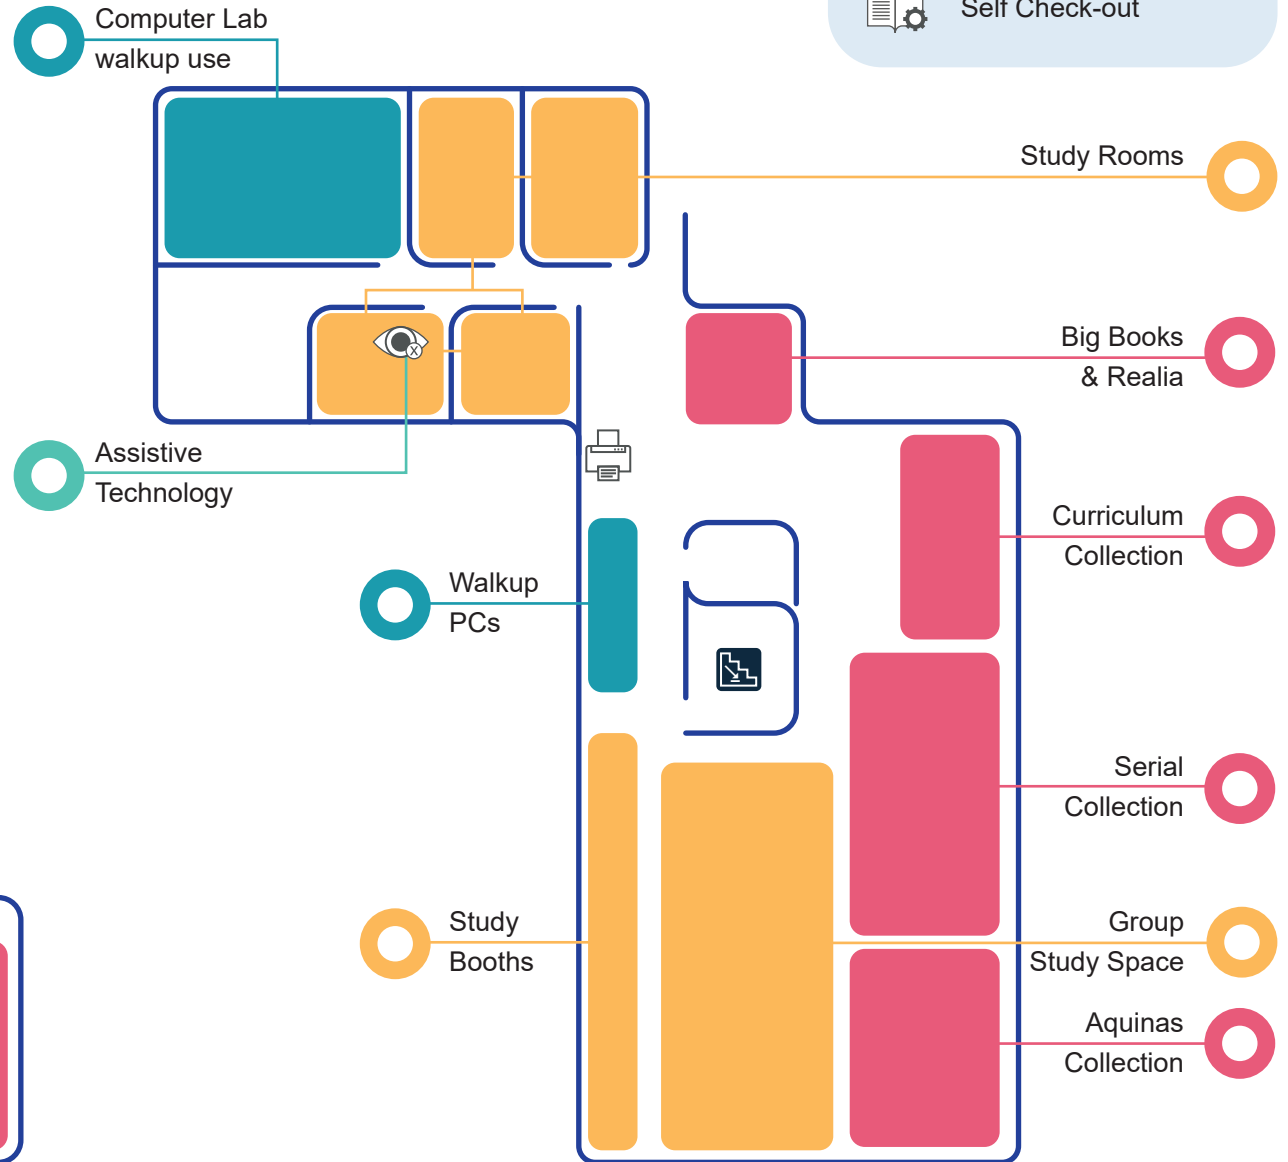 Computer Lab
walkup use
Self Check-out
Study Rooms
Big Books
& Realia
Assistive
Technology
Curriculum
Collection
Walkup
PCs
Serial
Collection
Study
Booths
Group
Study Space
Aquinas
Collection
X